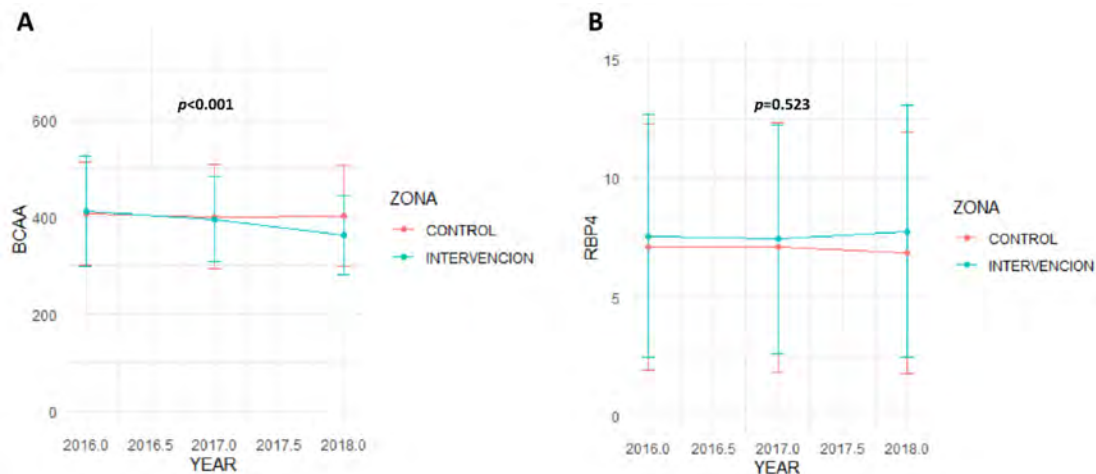 A
p<0.001
600
400
200
0
BCAA
2016.0 2016.5 2017.0 2017.5 2018.0
YEAR
ZONA
CONTROL
INTERVENCION
B
p=0.523
15
10
5
0
RBP4
2016.0 2016.5 2017.0 2017.5 2018.0
YEAR
ZONA
CONTROL
INTERVENCION